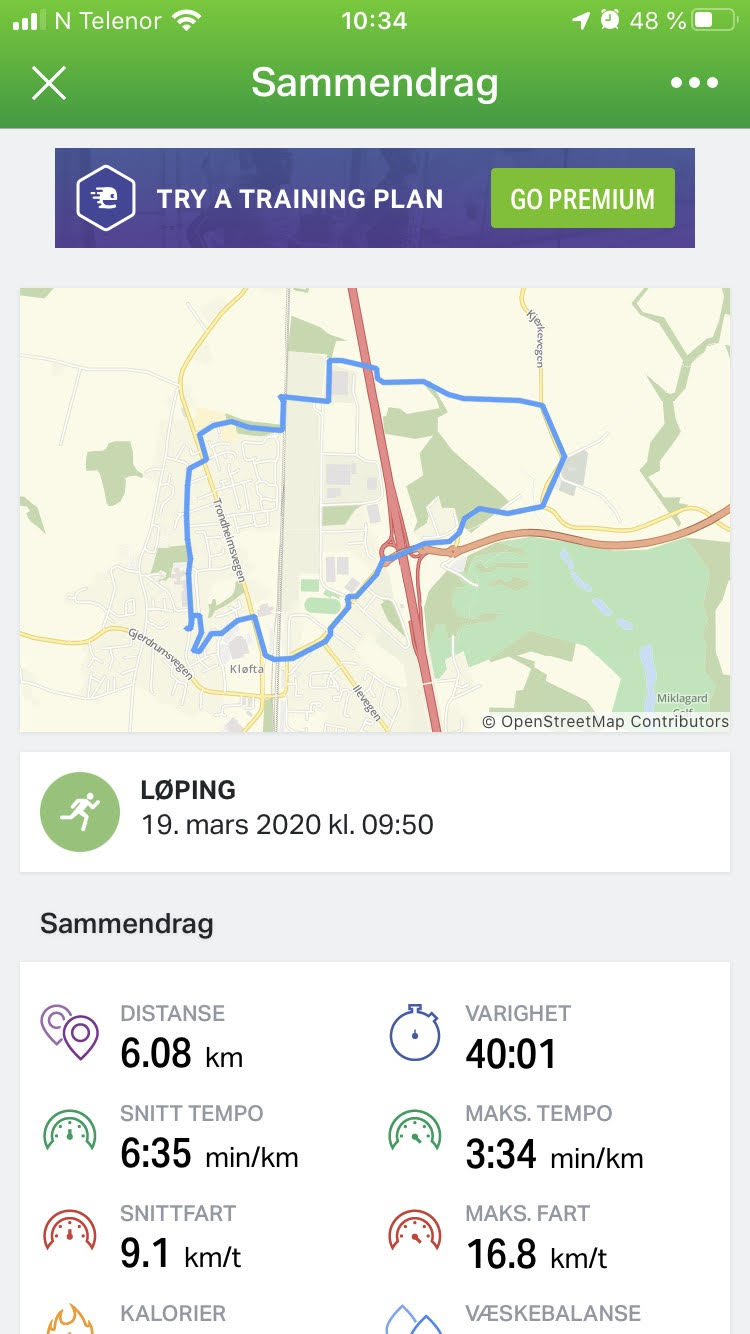 N Telenor 10:34 48 %
Sammendrag
TRY A TRAINING PLAN GO PREMIUM
Kjerkevegen
Trondheimsvegen
Gjerdrumsvegen
Kløfta
Ilevegen
Miklagard
Golf
© OpenStreetMap Contributors
LØPING
19. mars 2020 kl. 09:50
Sammendrag
DISTANSE VARIGHET
6.08 km 40:01
SNITT TEMPO MAKS. TEMPO
6:35 min/km 3:34 min/km
SNITTFART MAKS. FART
9.1 km/t 16.8 km/t
KALORIER VÆSKEBALANSE